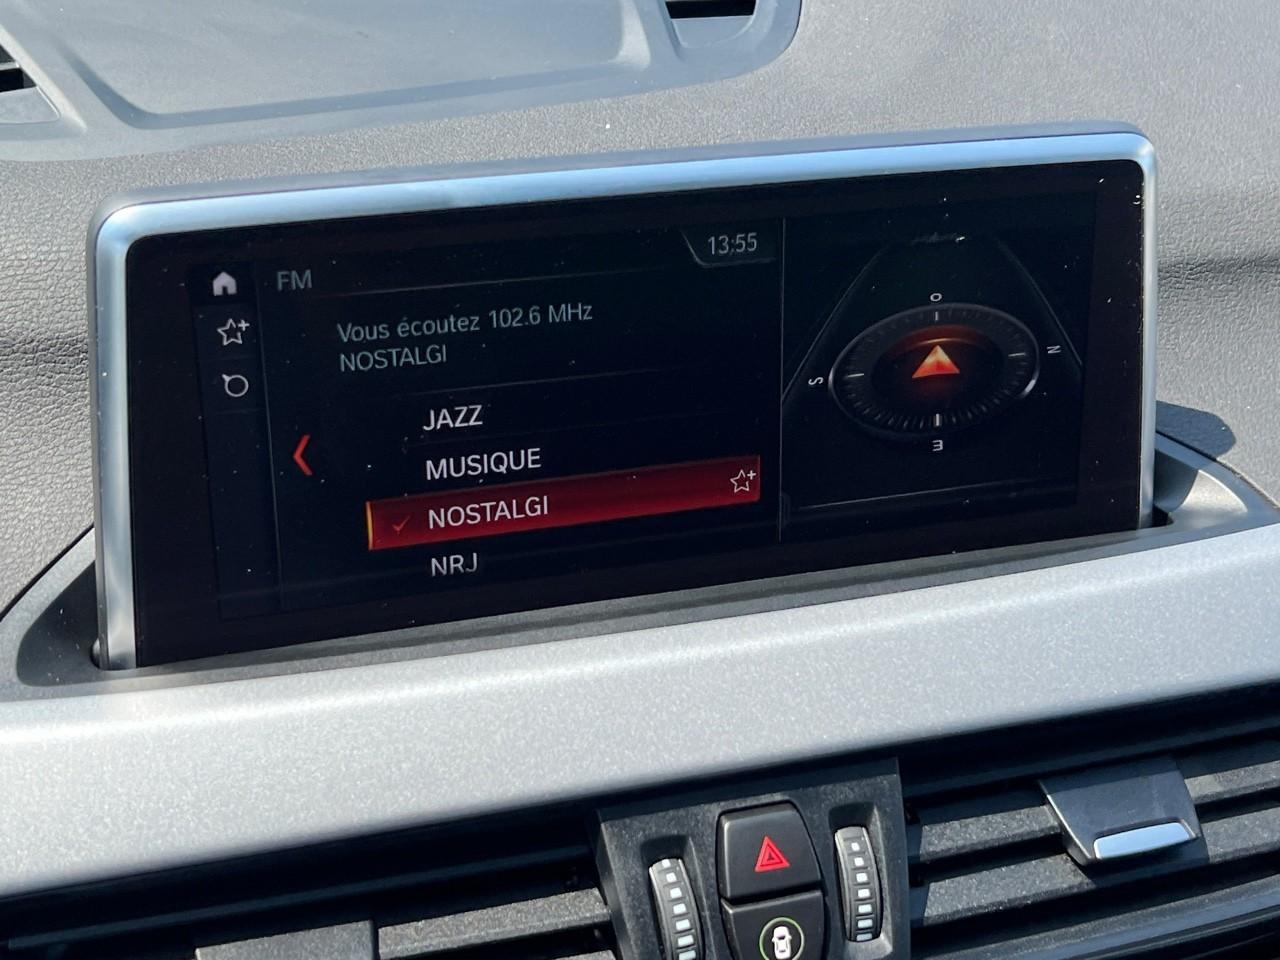 13:55
FM
Vous écoutez 102.6 MHz
NOSTALGI
JAZZ
MUSIQUE
NOSTALGI
NRJ
O
N
S
E